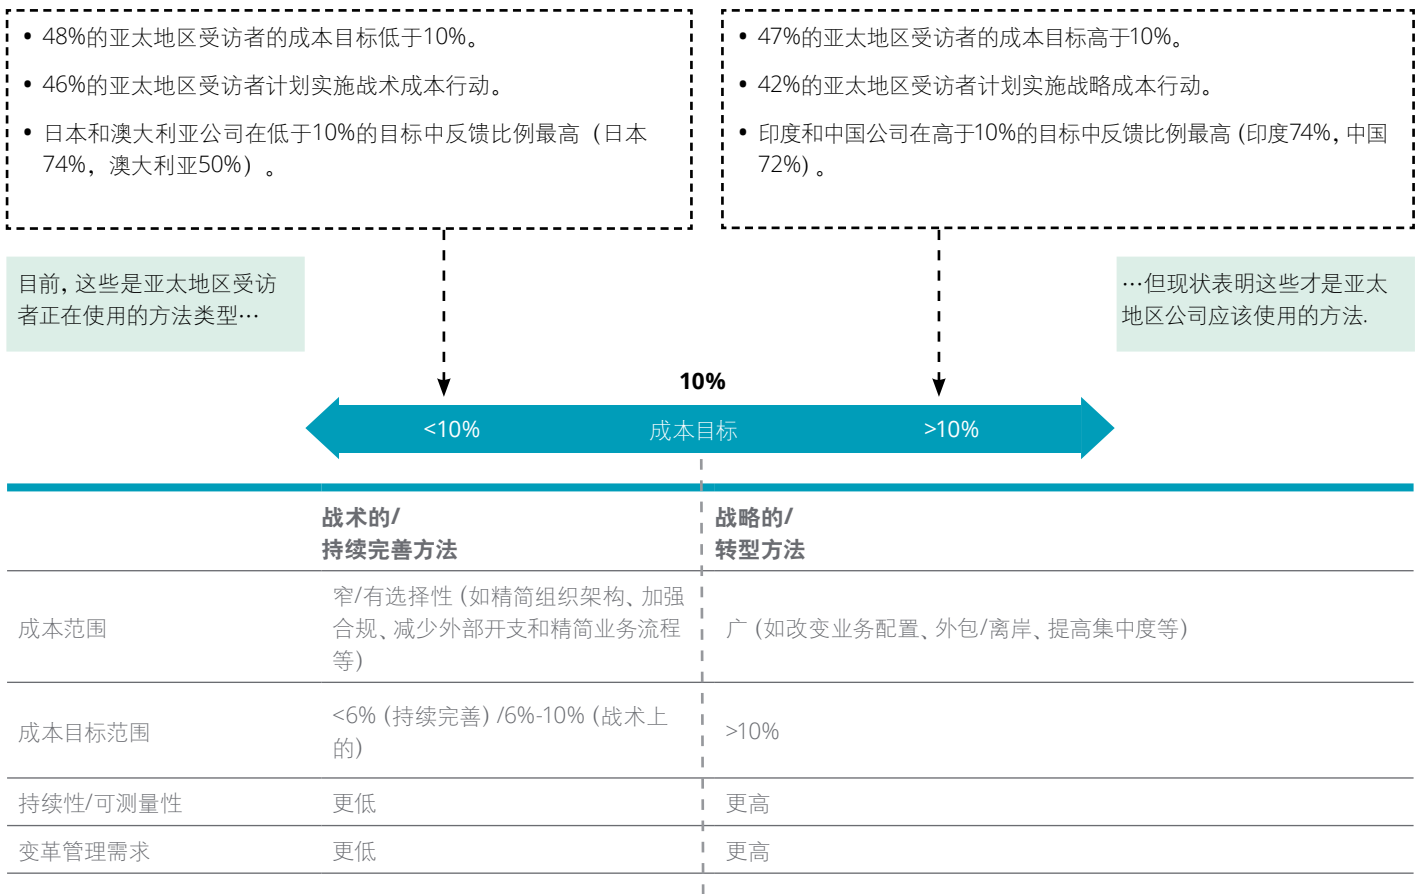 • 48%的亚太地区受访者的成本目标低于10%。
• 46%的亚太地区受访者计划实施战术成本行动。
• 日本和澳大利亚公司在低于10%的目标中反馈比例最高（日本
74%，澳大利亚50%）。
• 47%的亚太地区受访者的成本目标高于10%。
• 42%的亚太地区受访者计划实施战略成本行动。
• 印度和中国公司在高于10%的目标中反馈比例最高（印度74%，中国
72%）。
目前，这些是亚太地区受访
者正在使用的方法类型…
…但现状表明这些才是亚太
地区公司应该使用的方法.
10%
<10% 成本目标 >10%
战术的/
持续完善方法
战略的/
转型方法
成本范围
窄/有选择性（如精简组织架构、加强
合规、减少外部开支和精简业务流程
等）
广（如改变业务配置、外包/离岸、提高集中度等）
成本目标范围
<6%（持续完善）/6%-10%（战术上
的）
>10%
持续性/可测量性 更低 更高
变革管理需求 更低 更高